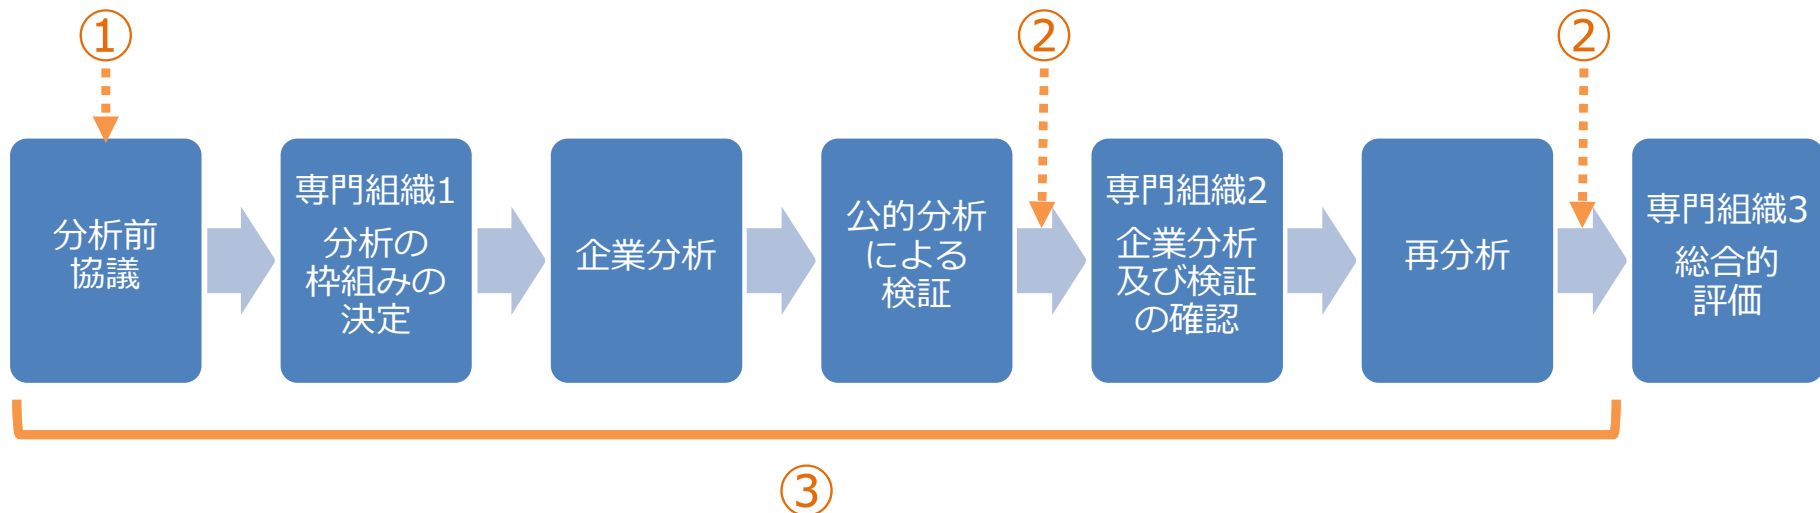 ①
②
②
分析前
協議
専門組織1
分析の
枠組みの
決定
企業分析
公的分析
による
検証
専門組織2
企業分析
及び検証
の確認
再分析
専門組織3
総合的
評価
③